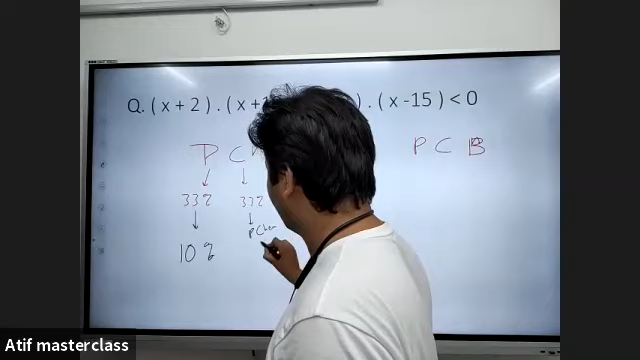 Q. ( x + 2 ) . ( x + ) . ( x -15 ) < 0
P C P C B
↓ ↓
33% 33%
↓ ↓
10 %
Atif masterclass